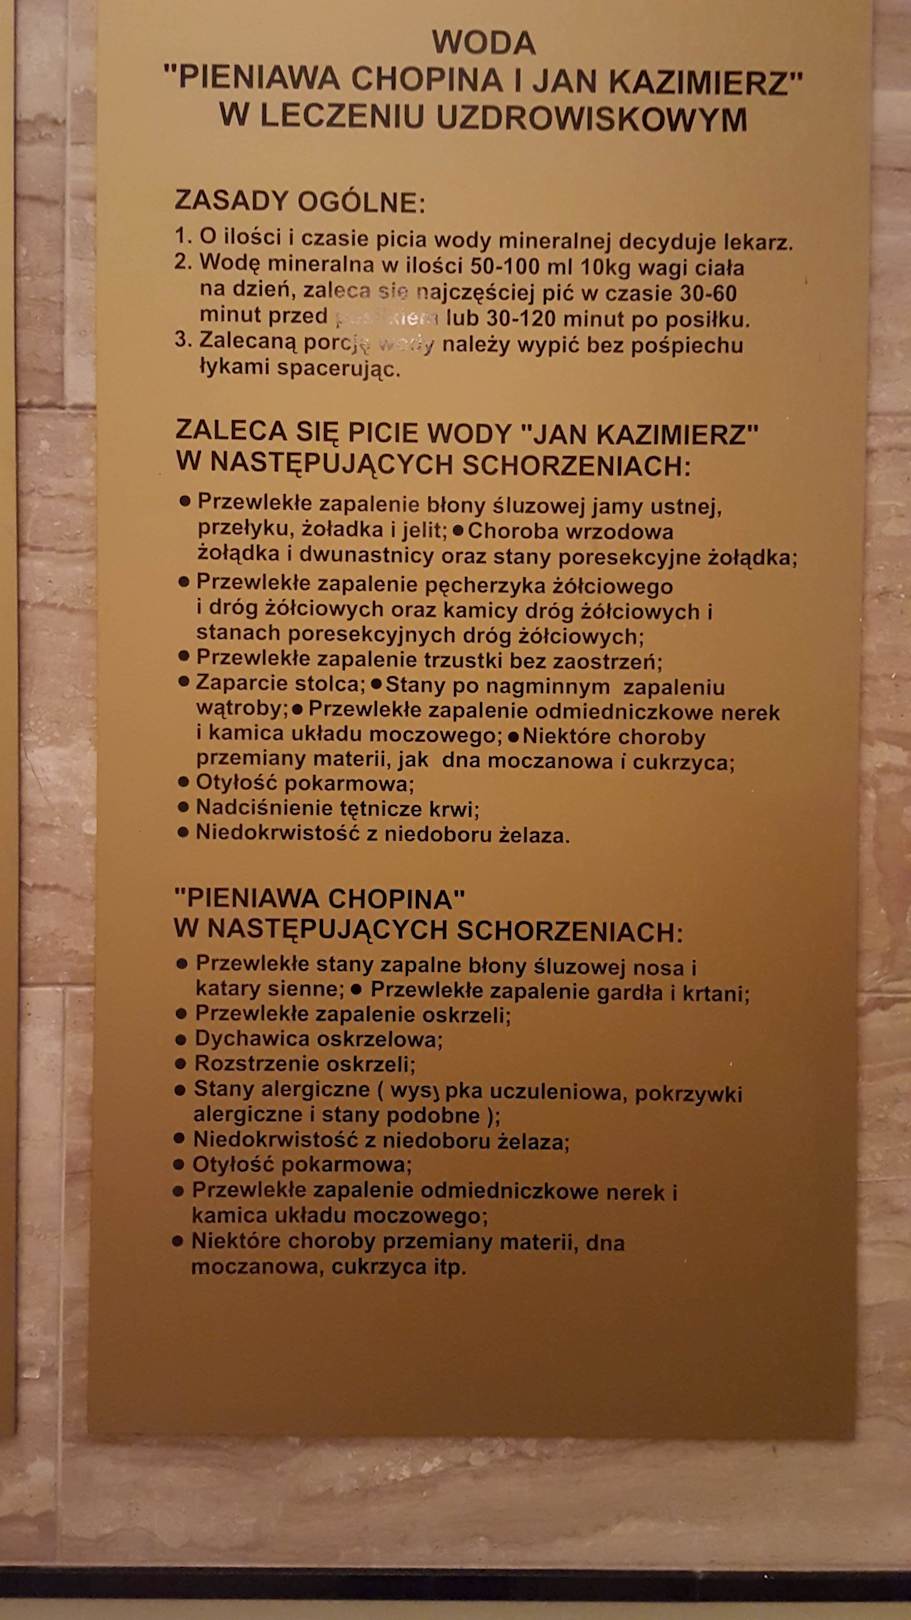 WODA
"PIENIAWA CHOPINA I JAN KAZIMIERZ"
W LECZENIU UZDROWISKOWYM
ZASADY OGÓLNE:
1. O ilości i czasie picia wody mineralnej decyduje lekarz.
2. Wodę mineralna w ilości 50-100 ml 10kg wagi ciała
na dzień, zaleca się najczęściej pić w czasie 30-60
minut przed posiłkiem lub 30-120 minut po posiłku.
3. Zalecaną porcję wody należy wypić bez pośpiechu
łykami spacerując.
ZALECA SIĘ PICIE WODY "JAN KAZIMIERZ"
W NASTĘPUJĄCYCH SCHORZENIACH:
● Przewlekłe zapalenie błony śluzowej jamy ustnej,
przełyku, żoładka i jelit; ● Choroba wrzodowa
żołądka i dwunastnicy oraz stany poresekcyjne żołądka;
● Przewlekłe zapalenie pęcherzyka żółciowego
i dróg żółciowych oraz kamicy dróg żółciowych i
stanach poresekcyjnych dróg żółciowych;
● Przewlekłe zapalenie trzustki bez zaostrzeń;
● Zaparcie stolca; ● Stany po nagminnym zapaleniu
wątroby; ● Przewlekłe zapalenie odmiedniczkowe nerek
i kamica układu moczowego; ● Niektóre choroby
przemiany materii, jak dna moczanowa i cukrzyca;
● Otyłość pokarmowa;
● Nadciśnienie tętnicze krwi;
● Niedokrwistość z niedoboru żelaza.
"PIENIAWA CHOPINA"
W NASTĘPUJĄCYCH SCHORZENIACH:
● Przewlekłe stany zapalne błony śluzowej nosa i
katary sienne; ● Przewlekłe zapalenie gardła i krtani;
● Przewlekłe zapalenie oskrzeli;
● Dychawica oskrzelowa;
● Rozstrzenie oskrzeli;
● Stany alergiczne ( wysypka uczuleniowa, pokrzywki
alergiczne i stany podobne );
● Niedokrwistość z niedoboru żelaza;
● Otyłość pokarmowa;
● Przewlekłe zapalenie odmiedniczkowe nerek i
kamica układu moczowego;
● Niektóre choroby przemiany materii, dna
moczanowa, cukrzyca itp.